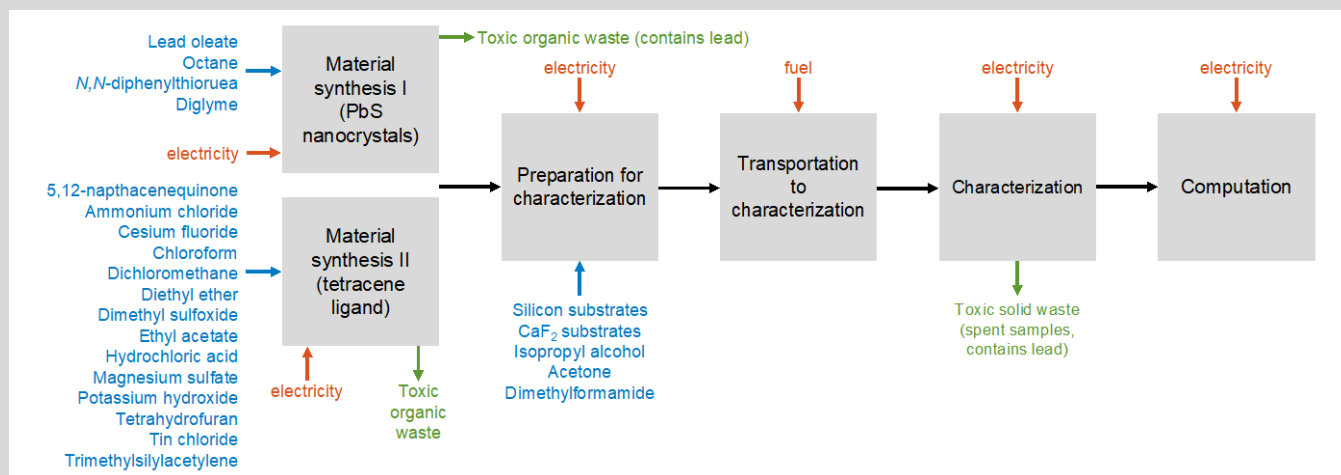 Lead oleate
Octane
N,N-diphenylthioruea
Diglyme
electricity
Material
synthesis I
(PbS
nanocrystals)
Toxic organic waste (contains lead)
5,12-napthacenequinone
Ammonium chloride
Cesium fluoride
Chloroform
Dichloromethane
Diethyl ether
Dimethyl sulfoxide
Ethyl acetate
Hydrochloric acid
Magnesium sulfate
Potassium hydroxide
Tetrahydrofuran
Tin chloride
Trimethylsilylacetylene
Material
synthesis II
(tetracene
ligand)
electricity
Toxic
organic
waste
electricity
Preparation for
characterization
Silicon substrates
CaF2 substrates
Isopropyl alcohol
Acetone
Dimethylformamide
fuel
Transportation
to
characterization
electricity
Characterization
Toxic solid waste
(spent samples,
contains lead)
electricity
Computation